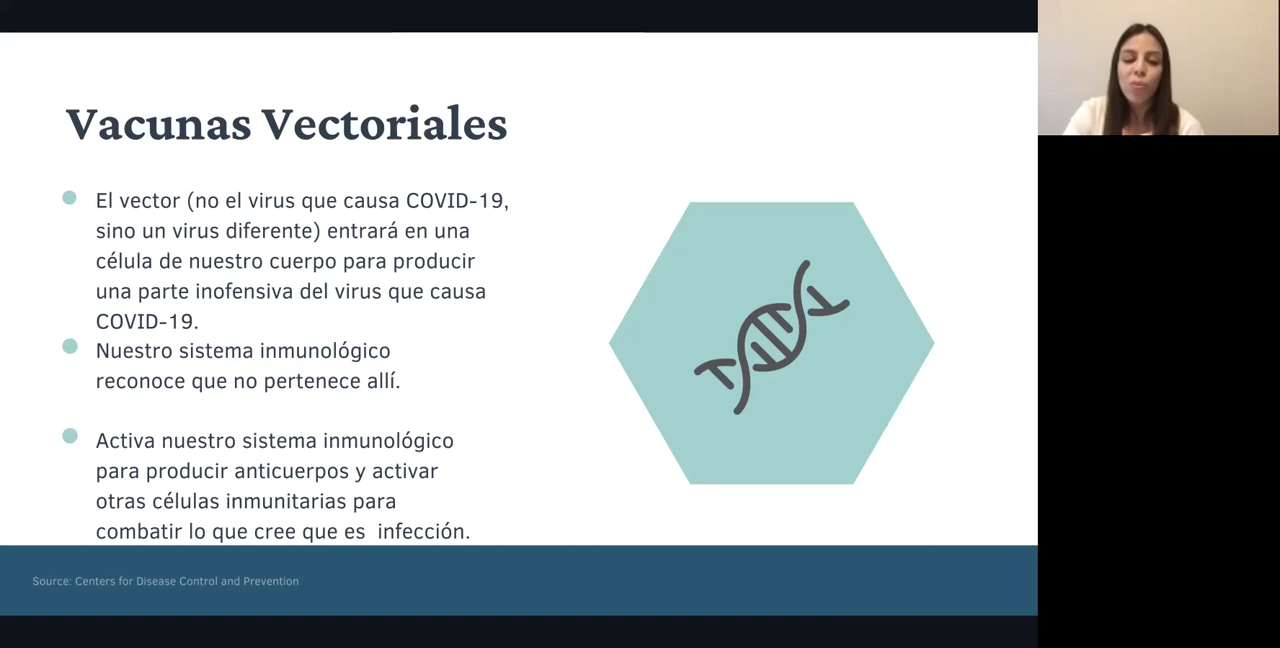 Vacunas Vectoriales
El vector (no el virus que causa COVID-19,
sino un virus diferente) entrará en una
célula de nuestro cuerpo para producir
una parte inofensiva del virus que causa
COVID-19.
Nuestro sistema inmunológico
reconoce que no pertenece allí.
Activa nuestro sistema inmunológico
para producir anticuerpos y activar
otras células inmunitarias para
combatir lo que cree que es  infección.
Source: Centers for Disease Control and Prevention